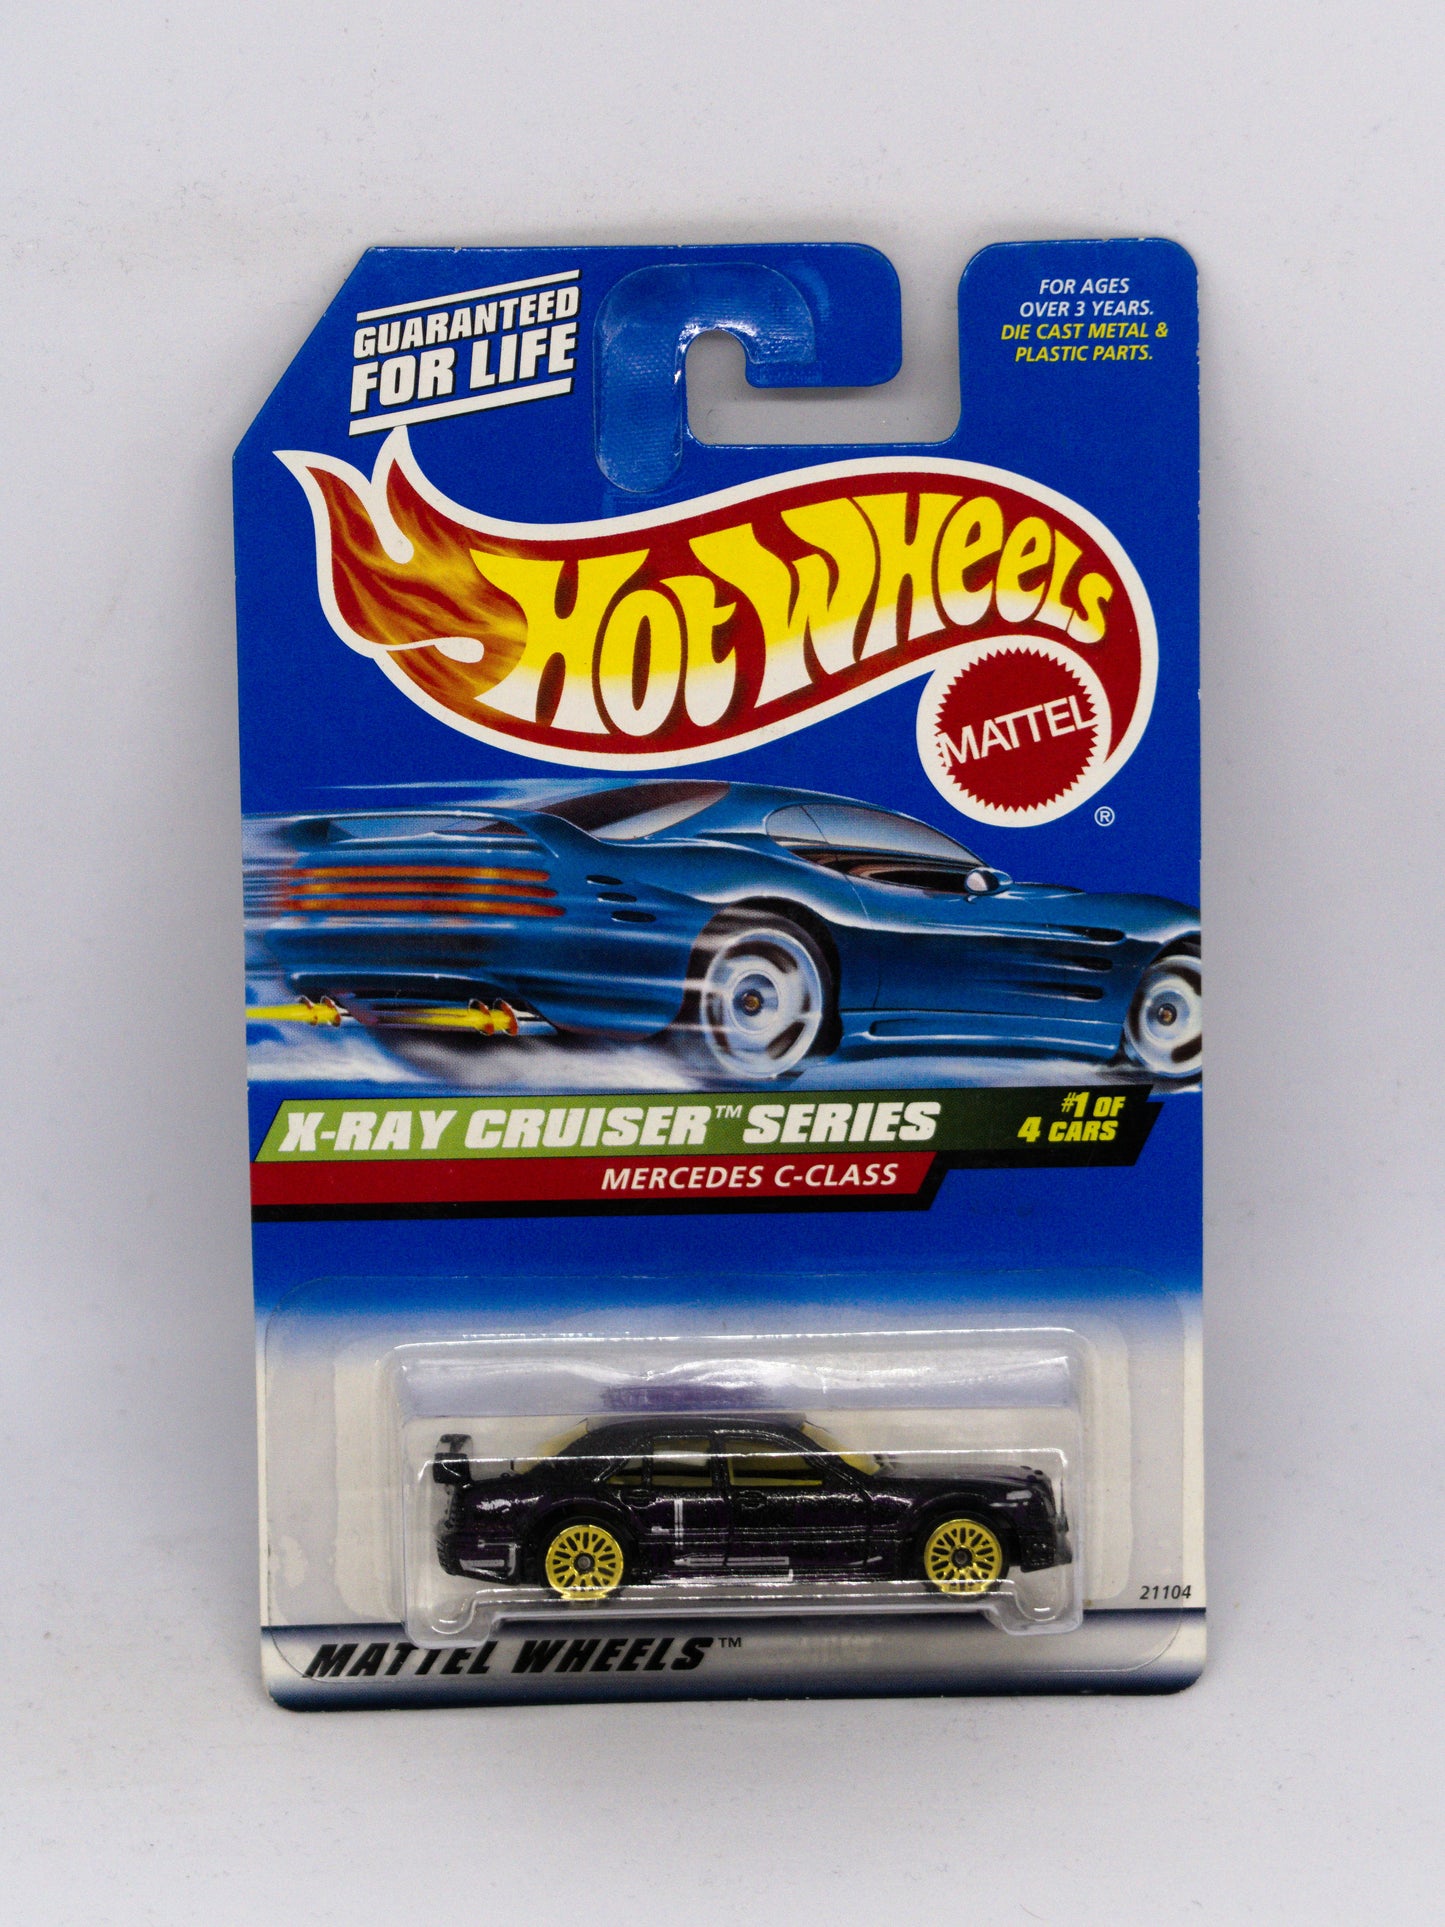 GUARANTEED
FOR LIFE
FOR AGES
OVER 3 YEARS.
DIE CAST METAL &
PLASTIC PARTS.
HOT WHEELS
MATTEL
®
X-RAY CRUISER™ SERIES
#1 OF
4 CARS
MERCEDES C-CLASS
21104
MATTEL WHEELS™